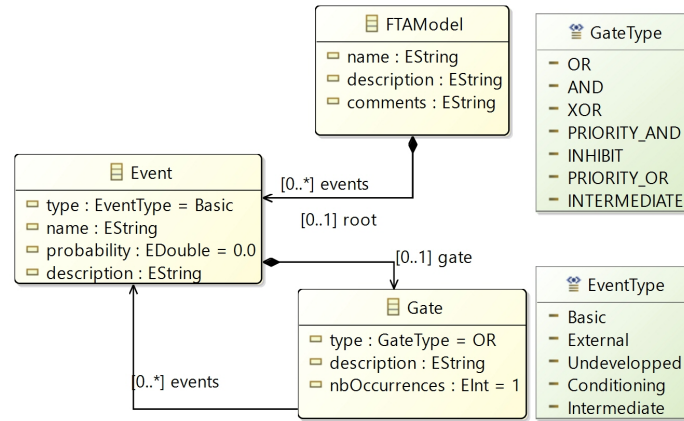 FTAModel
name : EString
description : EString
comments : EString
GateType
OR
AND
XOR
PRIORITY_AND
INHIBIT
PRIORITY_OR
INTERMEDIATE
Event
type : EventType = Basic
name : EString
probability : EDouble = 0.0
description : EString
[0..*] events
[0..1] root
[0..1] gate
Gate
type : GateType = OR
description : EString
nbOccurrences : EInt = 1
[0..*] events
EventType
Basic
External
Undevelopped
Conditioning
Intermediate